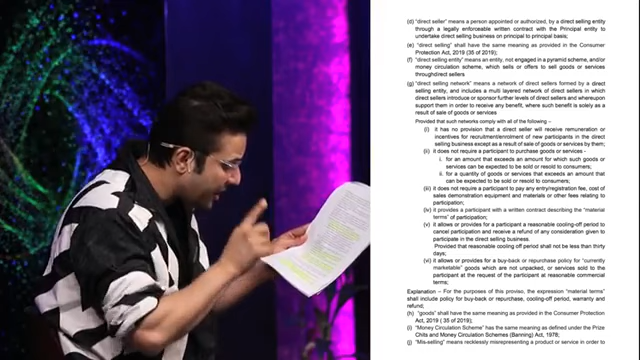 (d) "direct seller" means a person appointed or authorized, by a direct selling entity
through a legally enforceable written contract with the Principal entity to
undertake direct selling business on principal to principal basis;
(e) "direct selling" shall have the same meaning as provided in the Consumer
Protection Act, 2019 (35 of 2019);
(f) "direct selling entity" means an entity, not engaged in a pyramid scheme, and/or
money circulation scheme, which sells or offers to sell goods or services
throughdirect sellers
(g) "direct selling network" means a network of direct sellers formed by a direct
selling entity, and includes a multi layered network of direct sellers in which
direct sellers introduce or sponsor further levels of direct sellers and whereupon
support them in order to receive any benefit, where such benefit is solely as a
result of sale of goods or services
Provided that such networks comply with all of the following -
(i) it has no provision that a direct seller will receive remuneration or
incentives for recruitment/enrolment of new participants in the direct
selling business except as a result of sale of goods or services by them;
(ii) it does not require a participant to purchase goods or services -
i. for an amount that exceeds an amount for which such goods or
services can be expected to be sold or resold to consumers;
ii. for a quantity of goods or services that exceeds an amount that
can be expected to be sold or resold to consumers;
(iii) it does not require a participant to pay any entry/registration fee, cost of
sales demonstration equipment and materials or other fees relating to
participation;
(iv) it provides a participant with a written contract describing the "material
terms" of participation;
(v) it allows or provides for a participant a reasonable cooling-off period to
cancel participation and receive a refund of any consideration given to
participate in the direct selling business.
Provided that reasonable cooling off period shall not be less than thirty
days;
(vi) it allows or provides for a buy-back or repurchase policy for "currently
marketable" goods which are not unpacked, or services sold to the
participant at the request of the participant at reasonable commercial
terms;
Explanation – For the purposes of this proviso, the expression "material terms"
shall include policy for buy-back or repurchase, cooling-off period, warranty and
refund;
(h) "goods" shall have the same meaning as provided in the Consumer Protection
Act, 2019 ( 35 of 2019);
(i) "Money Circulation Scheme" has the same meaning as defined under the Prize
Chits and Money Circulation Schemes (Banning) Act, 1978;
(j) "Mis-selling" means recklessly misrepresenting a product or service in order to